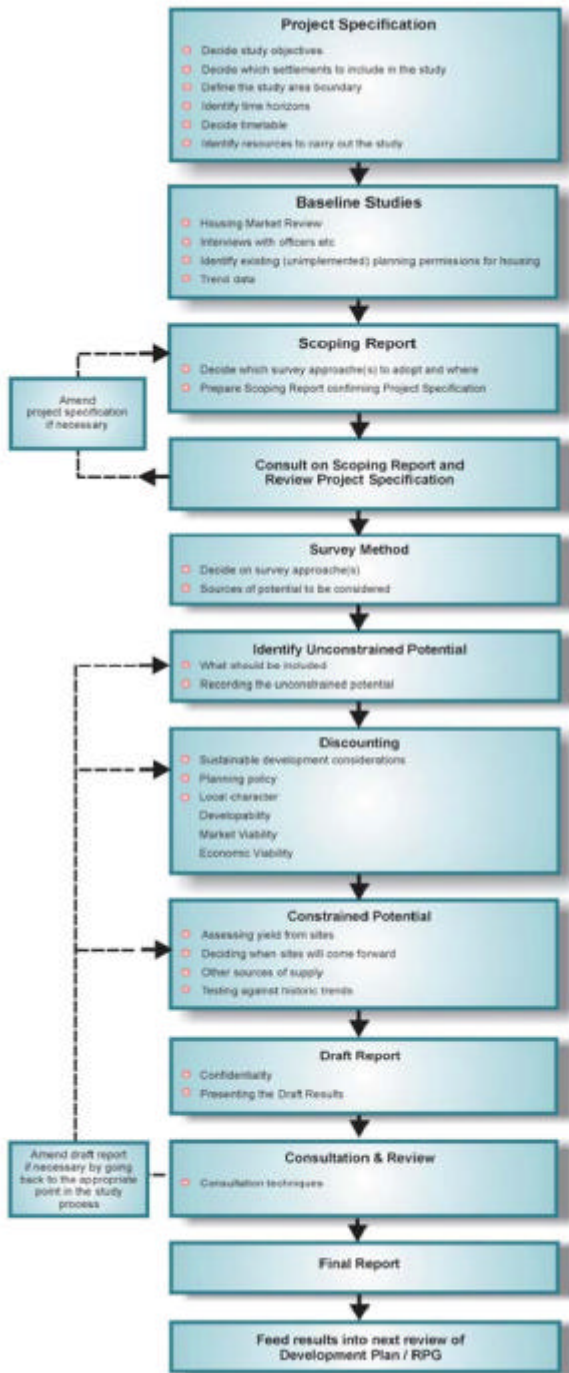 Project Specification
Decide study objectives
Decide which settlements to include in the study
Define the study area boundary
Identify time horizons
Decide timetable
Identify resources to carry out the study
Baseline Studies
Housing Market Review
Interviews with officers etc
Identify existing (unimplemented) planning permissions for housing
Trend data
Scoping Report
Decide which survey approache(s) to adopt and where
Prepare Scoping Report confirming Project Specification
Amend
project specification
if necessary
Consult on Scoping Report and
Review Project Specification
Survey Method
Decide on survey approache(s)
Sources of potential to be considered
Identify Unconstrained Potential
What should be included
Recording the unconstrained potential
Discounting
Sustainable development considerations
Planning policy
Local character
Developability
Market Viability
Economic Viability
Constrained Potential
Assessing yield from sites
Deciding when sites will come forward
Other sources of supply
Testing against historic trends
Draft Report
Confidentiality
Presenting the Draft Results
Amend draft report
if necessary by going
back to the appropriate
point in the study
process
Consultation & Review
Consultation techniques
Final Report
Feed results into next review of
Development Plan / RPG